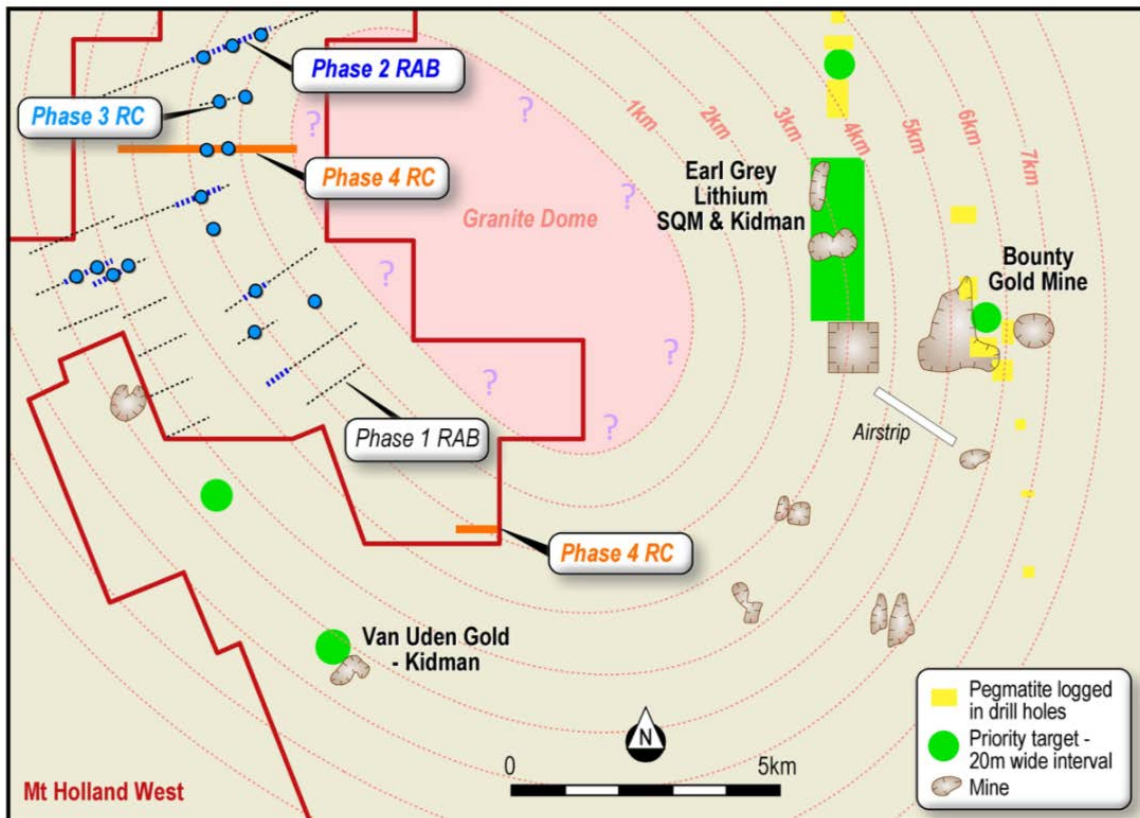 Phase 2 RAB
Phase 3 RC
Phase 4 RC
?
?
?
?
?
?
?
?
Granite Dome
1km
2km
3km
4km
5km
6km
7km
Earl Grey
Lithium
SQM & Kidman
Bounty
Gold Mine
Phase 1 RAB
Airstrip
Phase 4 RC
Van Uden Gold
- Kidman
N
0
5km
Mt Holland West
Pegmatite logged
in drill holes
Priority target -
20m wide interval
Mine